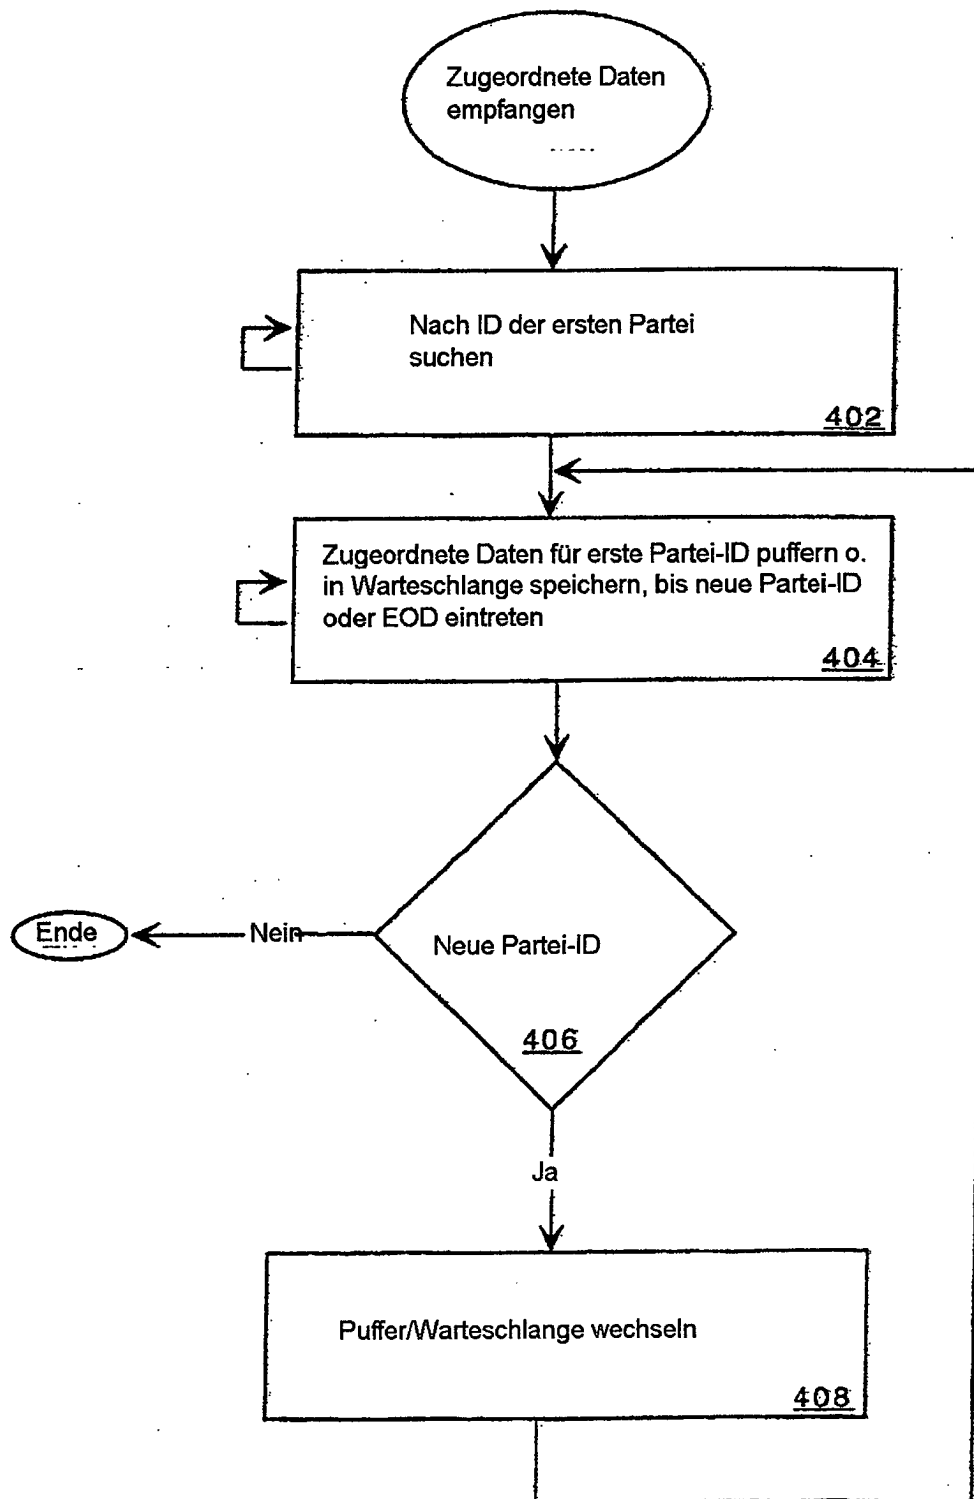 Zugeordnete Daten
empfangen
Nach ID der ersten Partei
suchen
402
Zugeordnete Daten für erste Partei-ID puffern o.
in Warteschlange speichern, bis neue Partei-ID
oder EOD eintreten
404
Ende
Nein
Neue Partei-ID
406
Ja
Puffer/Warteschlange wechseln
408